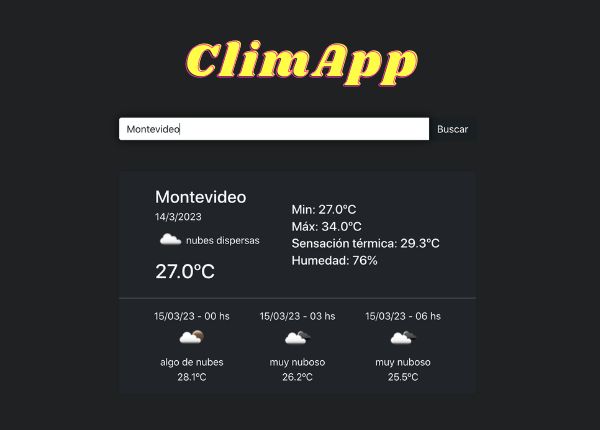 ClimApp
Montevideo
Buscar
Montevideo
14/3/2023
nubes dispersas
27.0°C
Min: 27.0°C
Máx: 34.0°C
Sensación térmica: 29.3°C
Humedad: 76%
15/03/23 - 00 hs
algo de nubes
28.1°C
15/03/23 - 03 hs
muy nuboso
26.2°C
15/03/23 - 06 hs
muy nuboso
25.5°C